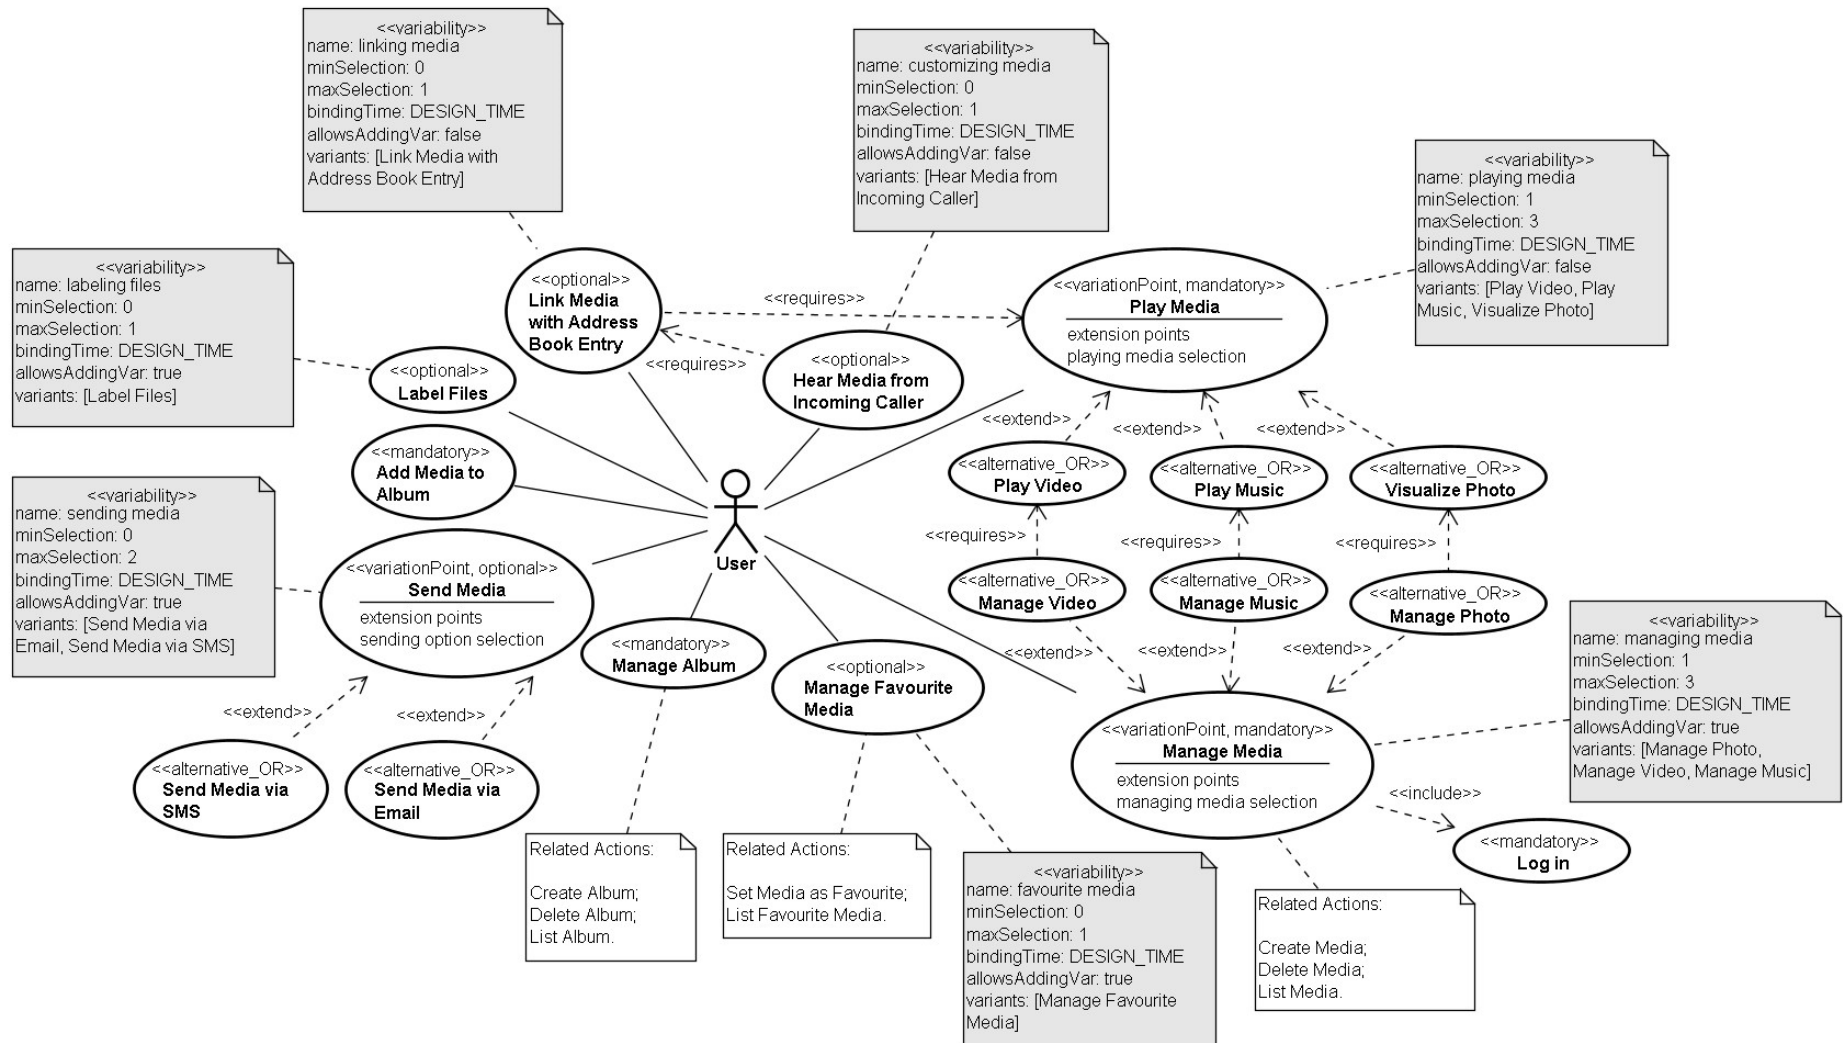 <<variability>>
name: linking media
minSelection: 0
maxSelection: 1
bindingTime: DESIGN_TIME
allowsAddingVar: false
variants: [Link Media with
Address Book Entry]
<<variability>>
name: customizing media
minSelection: 0
maxSelection: 1
bindingTime: DESIGN_TIME
allowsAddingVar: false
variants: [Hear Media from
Incoming Caller]
<<variability>>
name: playing media
minSelection: 1
maxSelection: 3
bindingTime: DESIGN_TIME
allowsAddingVar: false
variants: [Play Video, Play
Music, Visualize Photo]
<<variability>>
name: labeling files
minSelection: 0
maxSelection: 1
bindingTime: DESIGN_TIME
allowsAddingVar: true
variants: [Label Files]
<<optional>>
Link Media
with Address
Book Entry
<<requires>>
<<requires>>
<<variationPoint, mandatory>>
Play Media
extension points
playing media selection
<<optional>>
Label Files
<<optional>>
Hear Media from
Incoming Caller
<<extend>>
<<extend>>
<<extend>>
<<mandatory>>
Add Media to
Album
<<alternative_OR>>
Play Video
<<alternative_OR>>
Play Music
<<alternative_OR>>
Visualize Photo
<<variability>>
name: sending media
minSelection: 0
maxSelection: 2
bindingTime: DESIGN_TIME
allowsAddingVar: true
variants: [Send Media via
Email, Send Media via SMS]
<<variationPoint, optional>>
Send Media
extension points
sending option selection
User
<<requires>>
<<requires>>
<<requires>>
<<alternative_OR>>
Manage Video
<<alternative_OR>>
Manage Music
<<alternative_OR>>
Manage Photo
<<mandatory>>
Manage Album
<<optional>>
Manage Favourite
Media
<<extend>>
<<extend>>
<<extend>>
<<variability>>
name: managing media
minSelection: 1
maxSelection: 3
bindingTime: DESIGN_TIME
allowsAddingVar: true
variants: [Manage Photo,
Manage Video, Manage Music]
<<extend>>
<<extend>>
<<variationPoint, mandatory>>
Manage Media
extension points
managing media selection
<<alternative_OR>>
Send Media via
SMS
<<alternative_OR>>
Send Media via
Email
<<include>>
<<mandatory>>
Log in
Related Actions:
Create Album;
Delete Album;
List Album.
Related Actions:
Set Media as Favourite;
List Favourite Media.
<<variability>>
name: favourite media
minSelection: 0
maxSelection: 1
bindingTime: DESIGN_TIME
allowsAddingVar: true
variants: [Manage Favourite
Media]
Related Actions:
Create Media;
Delete Media;
List Media.